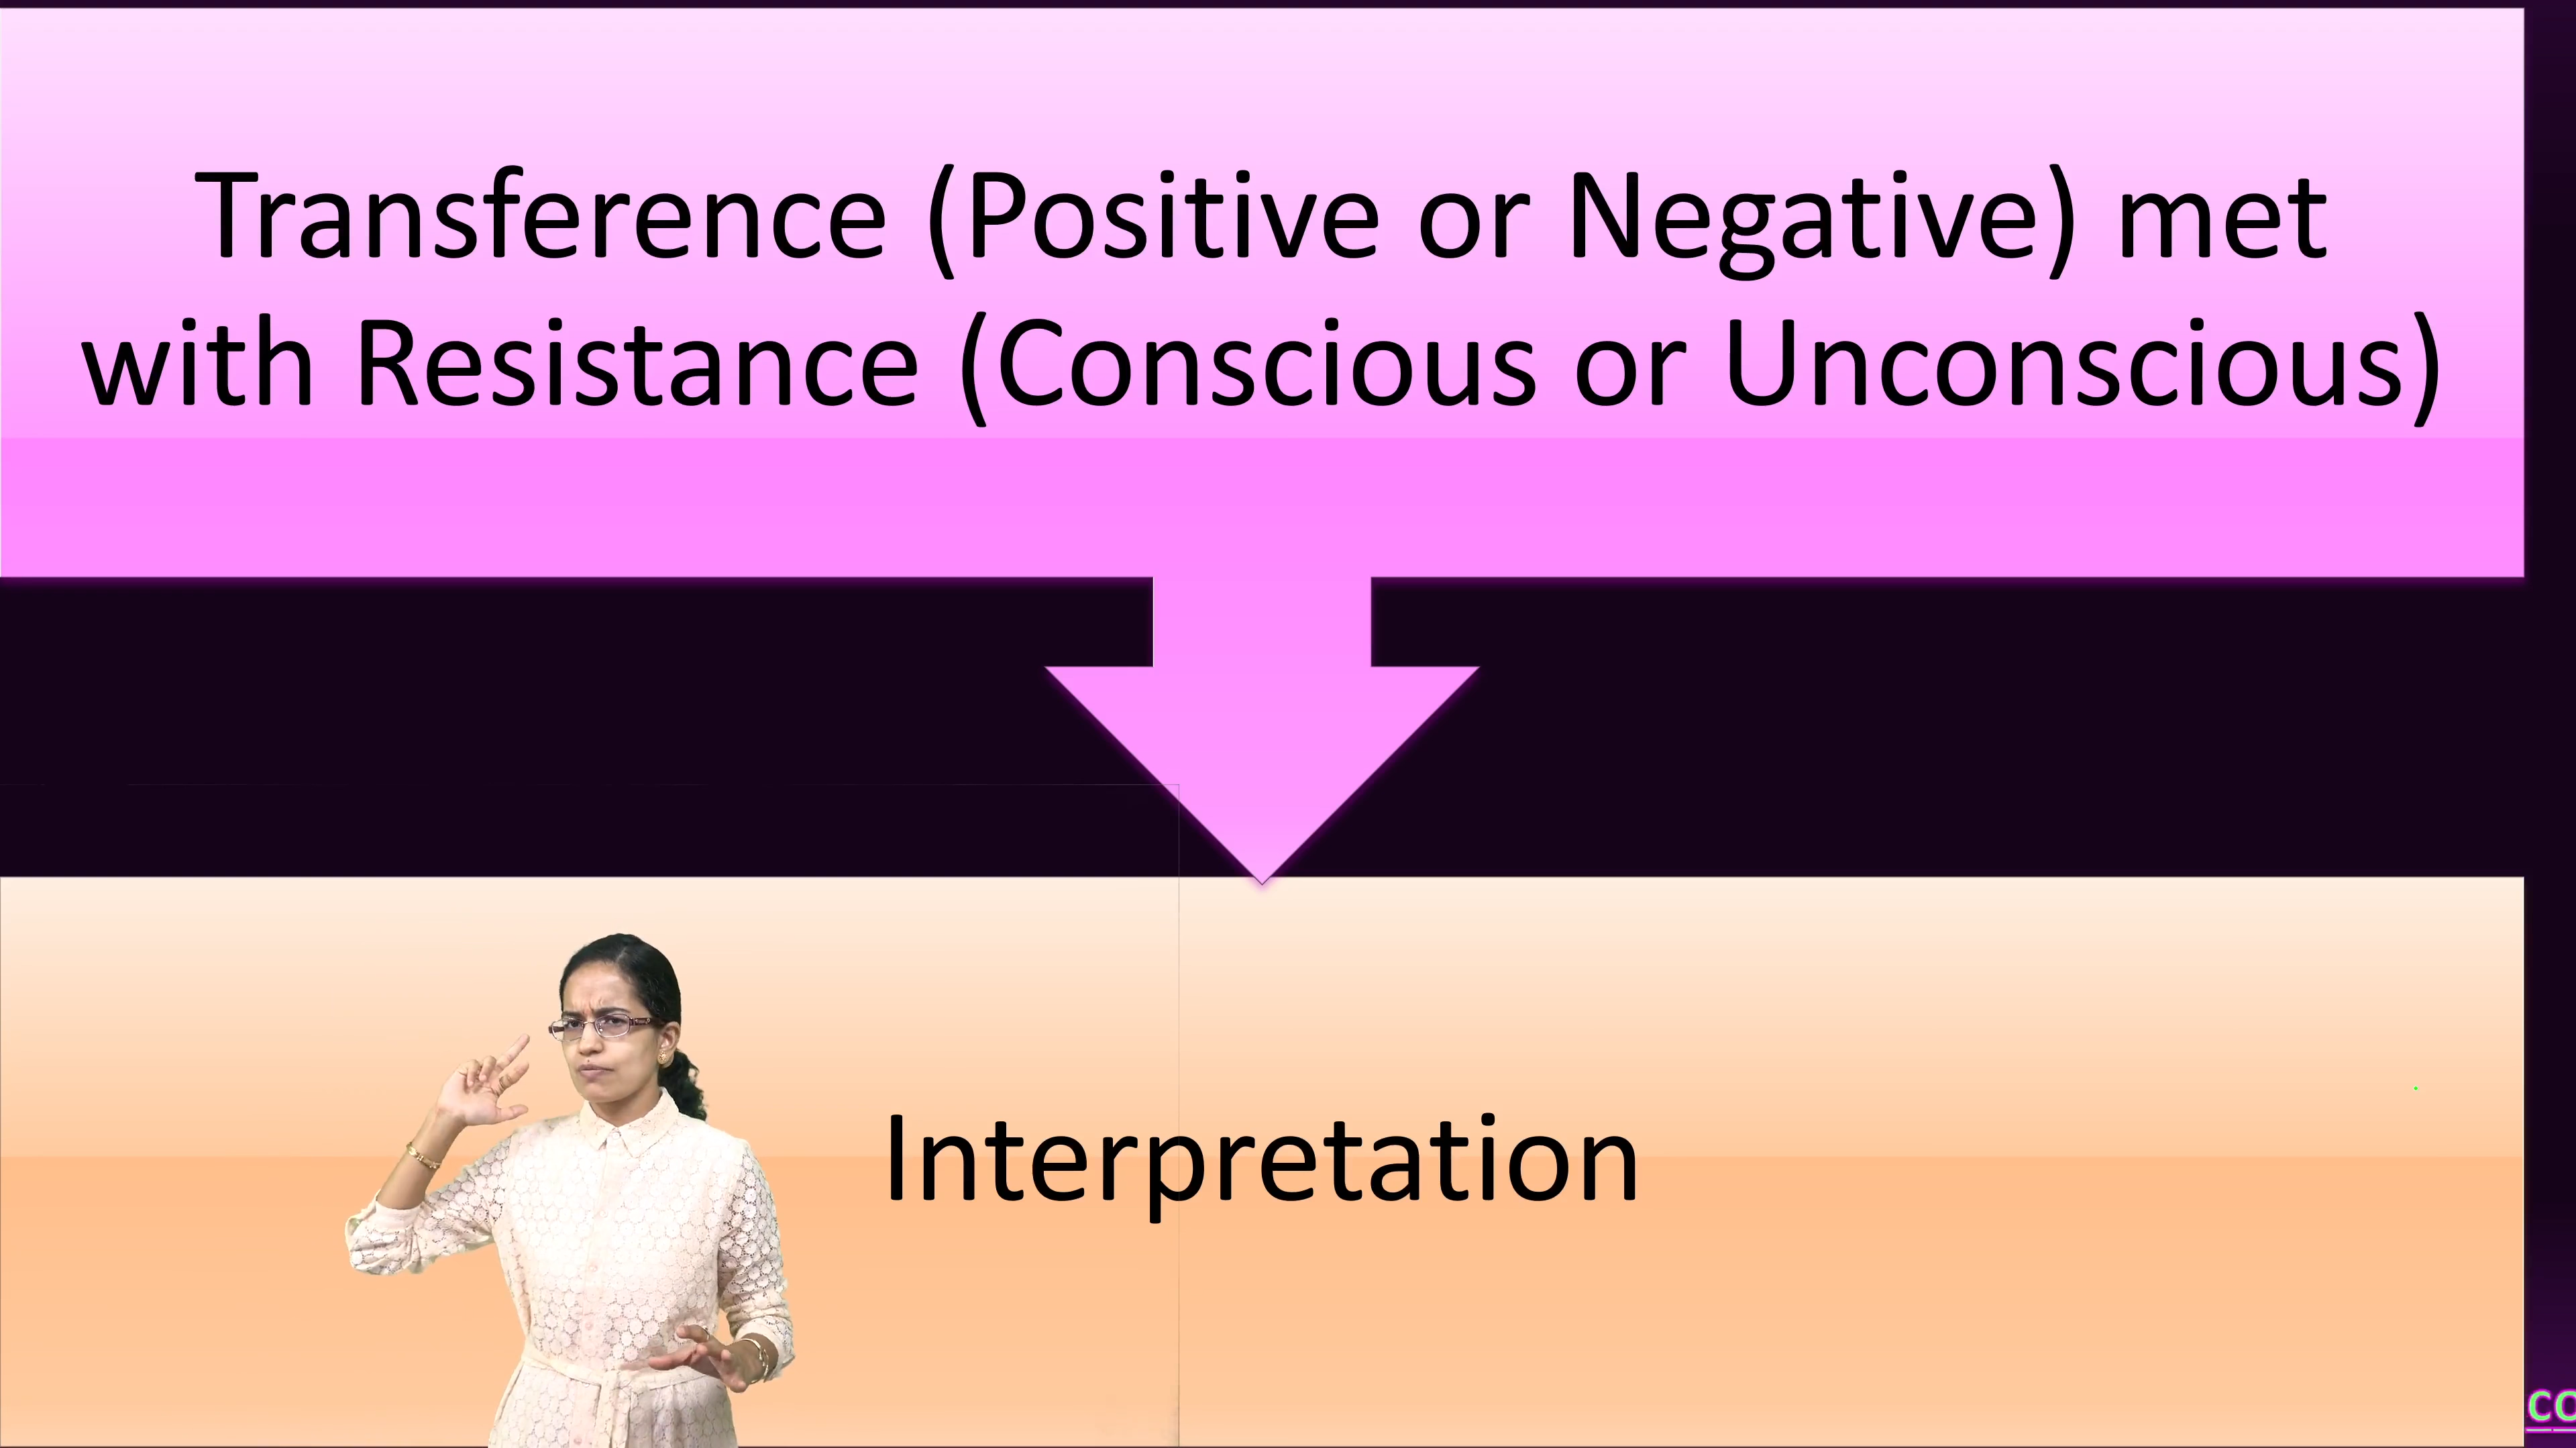 Transference (Positive or Negative) met
with Resistance (Conscious or Unconscious)
Interpretation